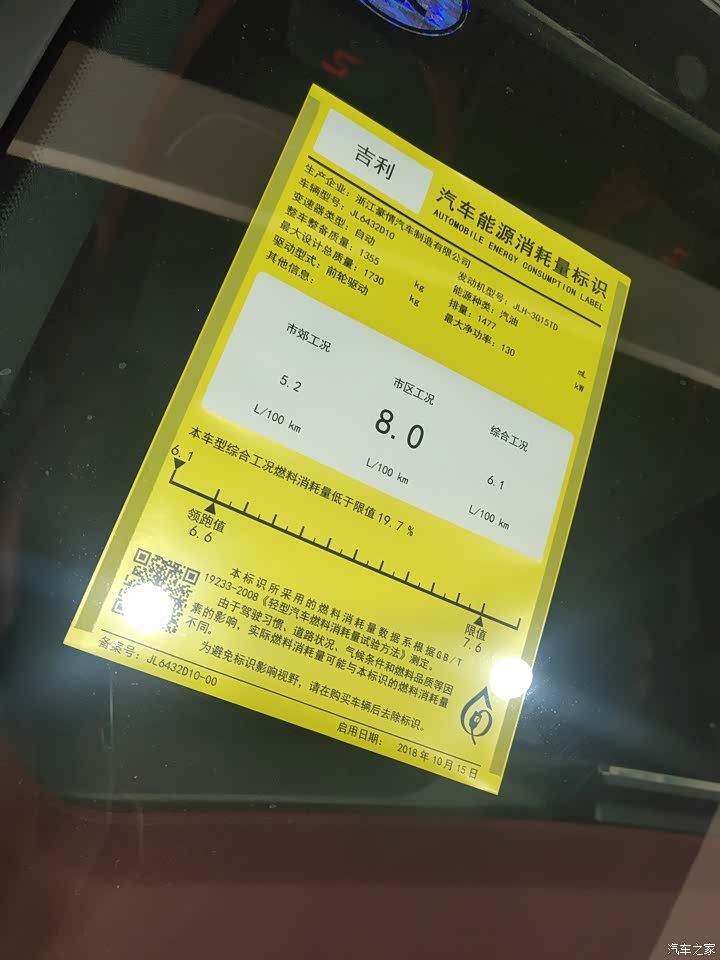 吉利
汽车能源消耗量标识
AUTOMOBILE ENERGY CONSUMPTION LABEL
生产企业：浙江豪情汽车制造有限公司
车辆型号：JL6432D10
发动机型号：JLH-3G15TD
变速器类型：自动
能源种类：汽油
整车整备质量：1355 kg
排量：1477 mL
最大设计总质量：1730 kg
最大净功率：130 kW
驱动型式：前轮驱动
其他信息：
市郊工况
5.2
L/100 km
市区工况
8.0
L/100 km
综合工况
6.1
L/100 km
本车型综合工况燃料消耗量低于限值19.7%
6.1
领跑值
6.6
限值
7.6
本标识所采用的燃料消耗量数据系根据GB/T
19233-2008《轻型汽车燃料消耗量试验方法》测定。
由于驾驶习惯、道路状况、气候条件和燃料品质等因
素的影响，实际燃料消耗量可能与本标识的燃料消耗量
不同。
为避免标识影响视野，请在购买车辆后去除标识。
备案号：JL6432D10-00
启用日期： 2018年10月15日
汽车之家